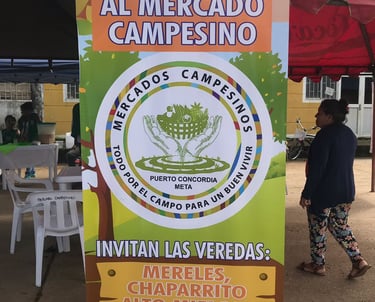 AL MERCADO
CAMPESINO
MERCADOS CAMPESINOS
TODO POR EL CAMPO PARA UN BUEN VIVIR
PUERTO CONCORDIA
META
INVITAN LAS VEREDAS:
MERELES,
CHAPARRITO